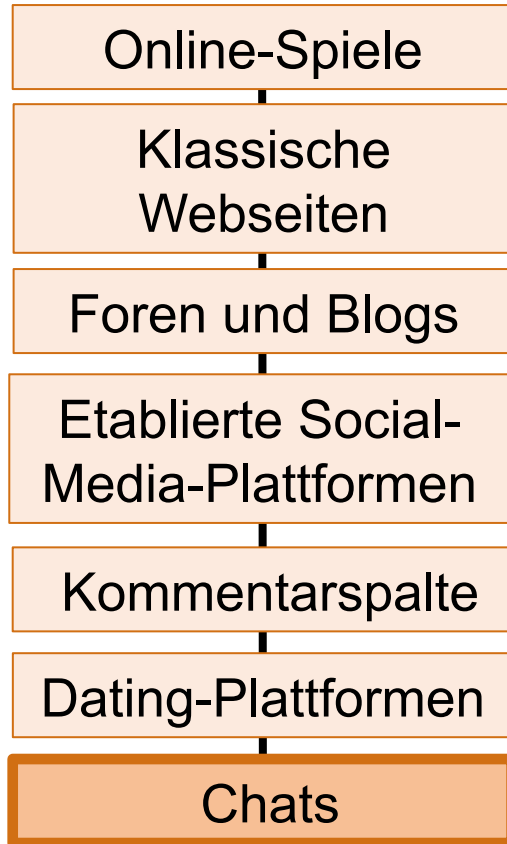 Online-Spiele
Klassische
Webseiten
Foren und Blogs
Etablierte Social-
Media-Plattformen
Kommentarspalte
Dating-Plattformen
Chats